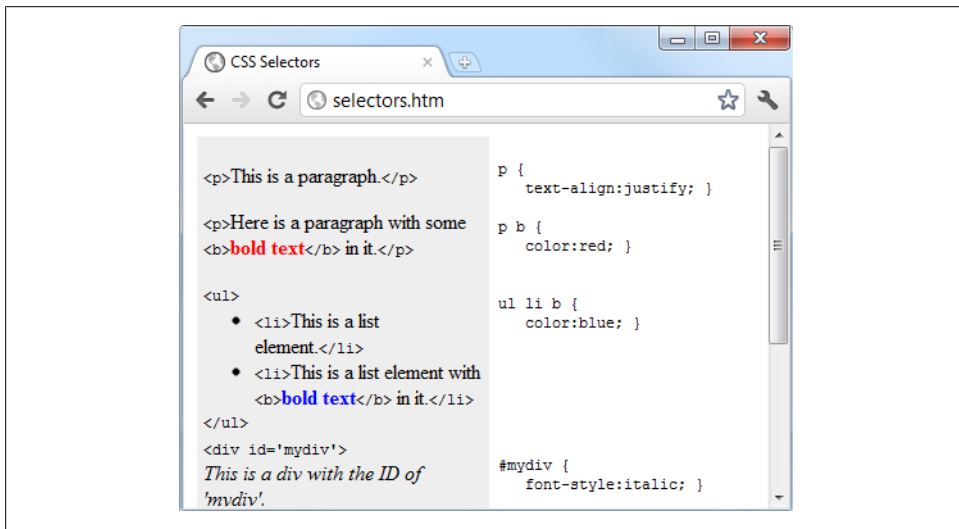 CSS Selectors
selectors.htm
<p>This is a paragraph.</p>
<p>Here is a paragraph with some
<b>bold text</b> in it.</p>
<ul>
• <li>This is a list
element.</li>
• <li>This is a list element with
<b>bold text</b> in it.</li>
</ul>
<div id='mydiv'>
This is a div with the ID of
'mydiv'.
p {
text-align:justify; }
p b {
color:red; }
ul li b {
color:blue; }
#mydiv {
font-style:italic; }